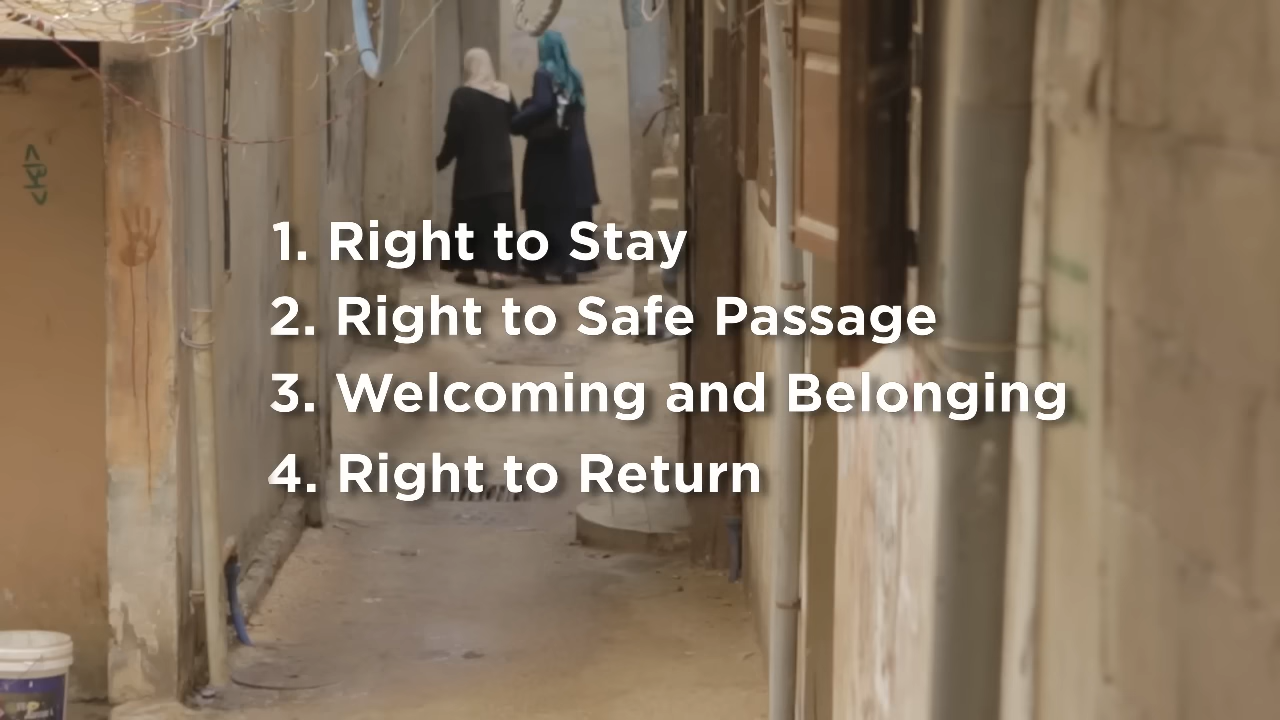 1. Right to Stay
2. Right to Safe Passage
3. Welcoming and Belonging
4. Right to Return